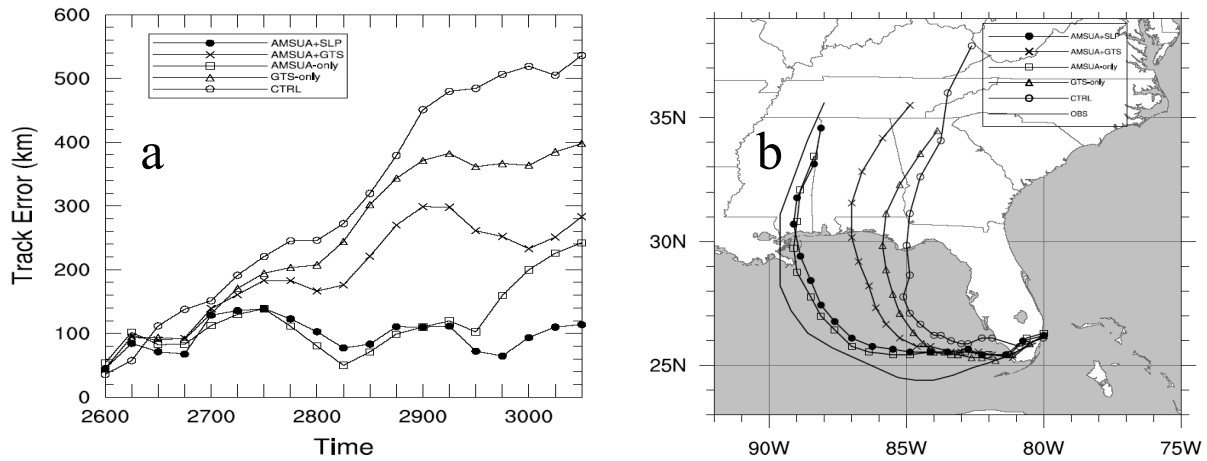 600
500
400
300
200
100
0
Track Error (km)
AMSUA+SLP
AMSUA+GTS
AMSUA-only
GTS-only
CTRL
a
2600
2700
2800
2900
3000
Time
AMSUA+SLP
AMSUA+GTS
AMSUA-only
GTS-only
CTRL
OBS
b
35N
30N
25N
90W
85W
80W
75W